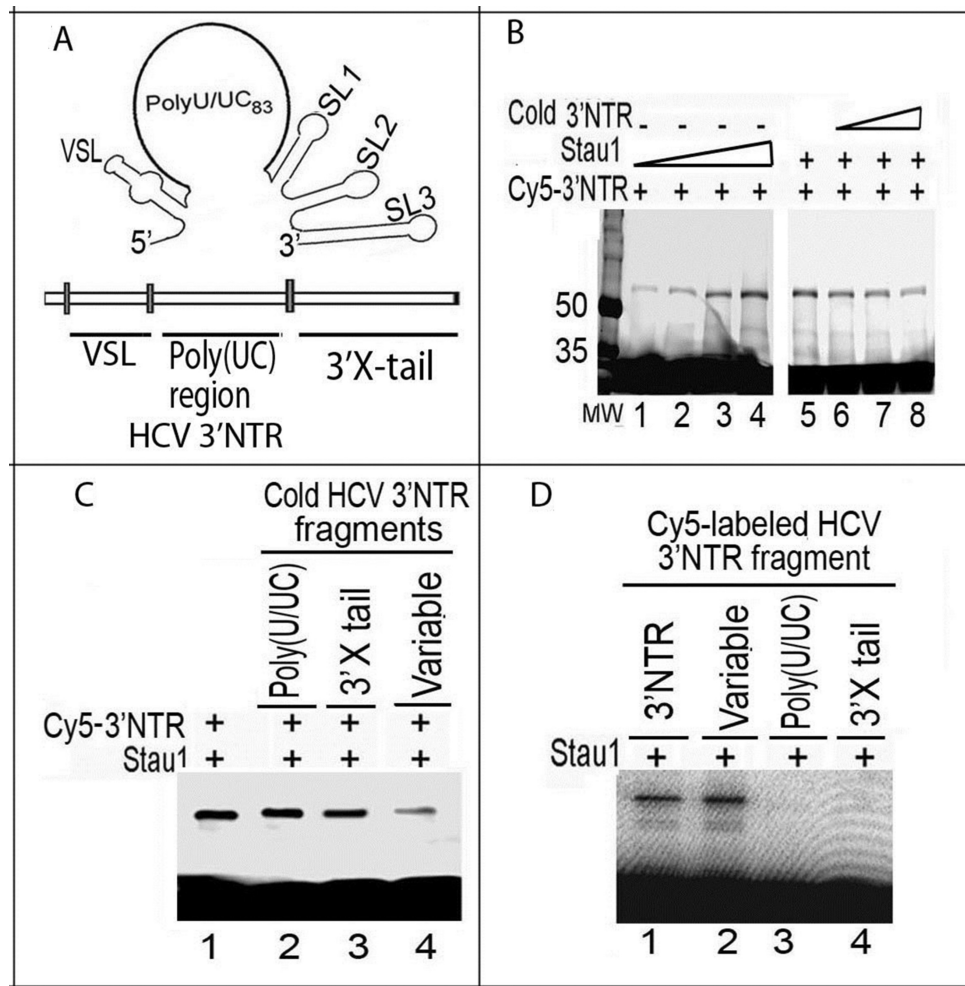 A
PolyU/UC83
SL1
SL2
VSL
SL3
5’
3’
VSL
Poly(UC)
region
3’X-tail
HCV 3’NTR
B
Cold 3’NTR - - - -
Stau1 + + + +
Cy5-3’NTR + + + + + + + +
50
35
MW 1 2 3 4 5 6 7 8
C
Cold HCV 3’NTR
fragments
Poly(U/UC)
3’X tail
Variable
Cy5-3’NTR + + + +
Stau1 + + + +
1 2 3 4
D
Cy5-labeled HCV
3’NTR fragment
3’NTR
Variable
Poly(U/UC)
3’X tail
Stau1 + + + +
1 2 3 4